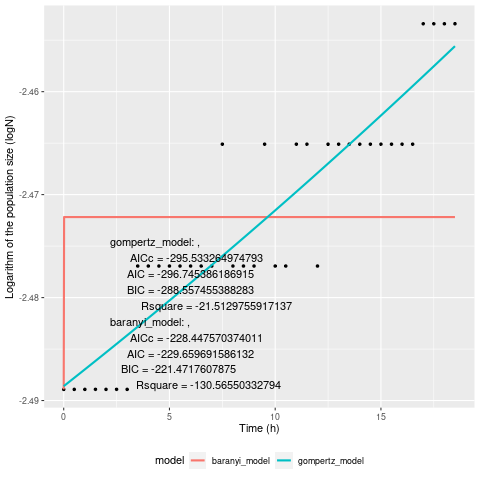 Logarithm of the population size (logN)
-2.46
-2.47
-2.48
-2.49
gompertz_model: ,
AICc = -295.533264974793
AIC = -296.745386186915
BIC = -288.557455388283
Rsquare = -21.5129755917137
baranyi_model: ,
AICc = -228.447570374011
AIC = -229.659691586132
BIC = -221.4717607875
Rsquare = -130.56550332794
0 5 10 15
Time (h)
model baranyi_model gompertz_model